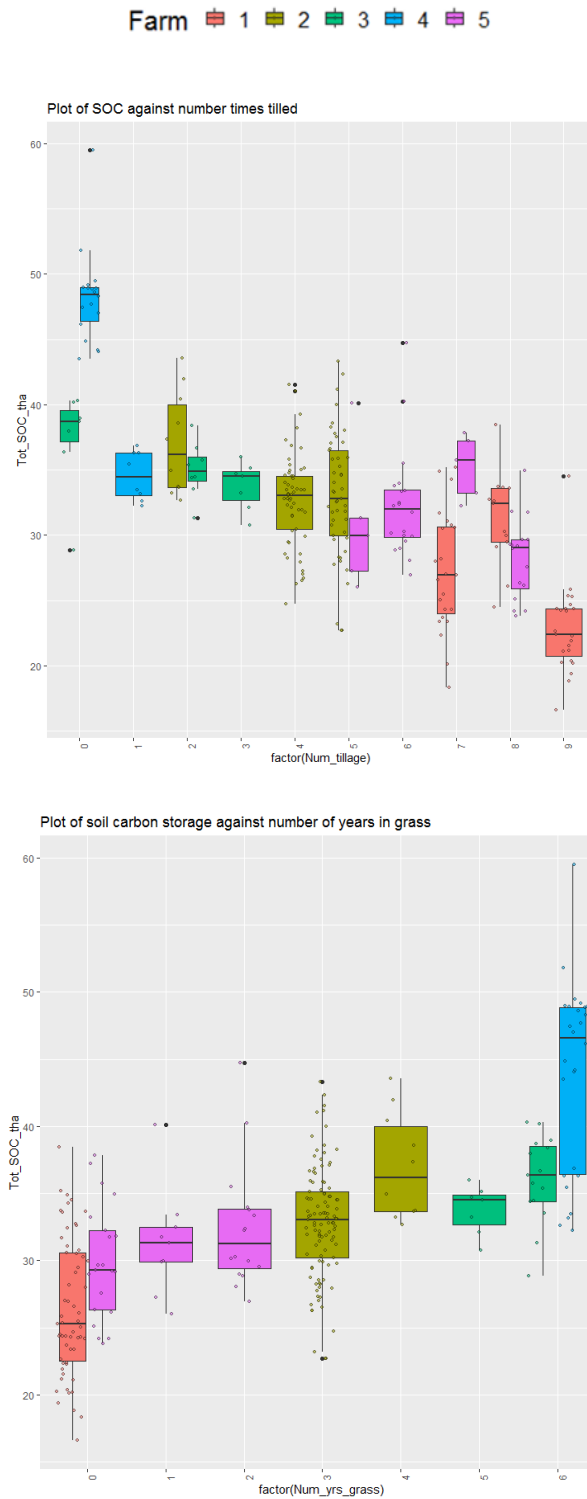 Farm 1 2 3 4 5
Plot of SOC against number times tilled
60
50
40
30
20
Tot_SOC_tha
0 1 2 3 4 5 6 7 8 9
factor(Num_tillage)
Plot of soil carbon storage against number of years in grass
60
50
40
30
20
Tot_SOC_tha
0 1 2 3 4 5 6
factor(Num_yrs_grass)